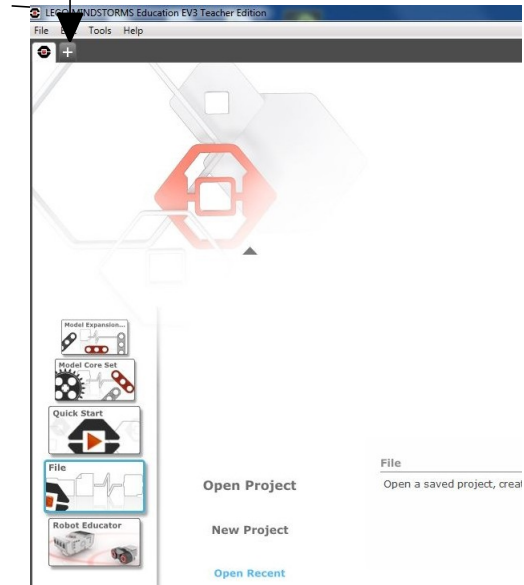 LEGO MINDSTORMS Education EV3 Teacher Edition
File Edit Tools Help
Model Expansion...
Model Core Set
Quick Start
File
Robot Educator
Open Project
New Project
Open Recent
File
Open a saved project, creat